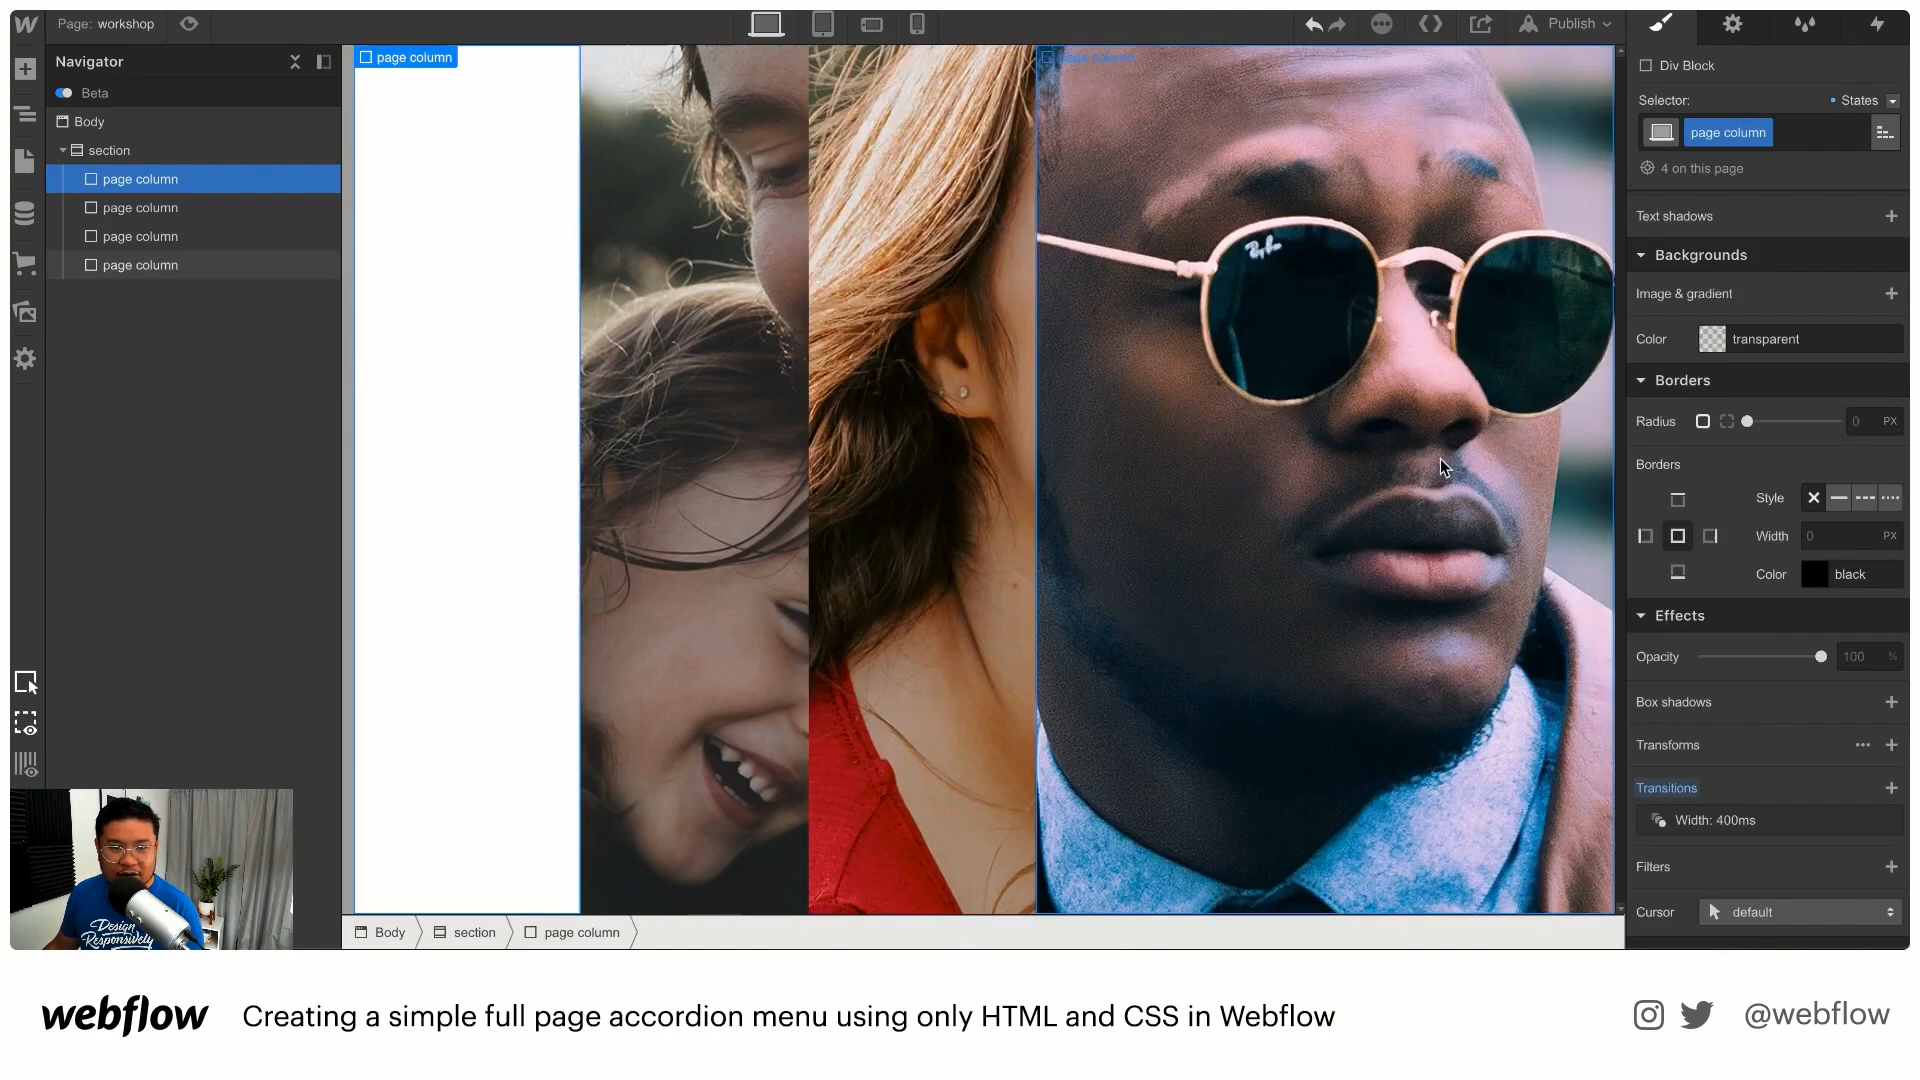 Page: workshop
Publish
Navigator
Beta
Body
section
page column
page column
page column
page column
page column
page column
Ray-Ban
Div Block
Selector:
States
page column
4 on this page
Text shadows
Backgrounds
Image & gradient
Color
transparent
Borders
Radius
0 PX
Borders
Style
Width
0 PX
Color
black
Effects
Opacity
100 %
Box shadows
Transforms
Transitions
Width: 400ms
Filters
Cursor
default
Design
Responsively
Body
section
page column
webflow
Creating a simple full page accordion menu using only HTML and CSS in Webflow
@webflow